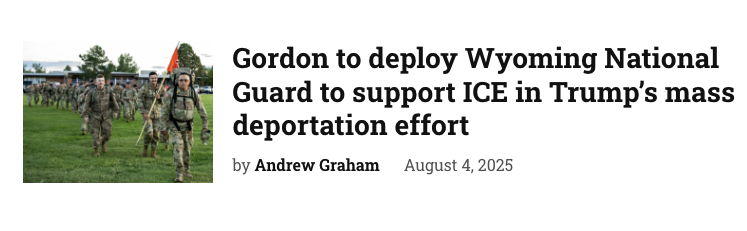 Gordon to deploy Wyoming National
Guard to support ICE in Trump’s mass
deportation effort
by Andrew Graham August 4, 2025